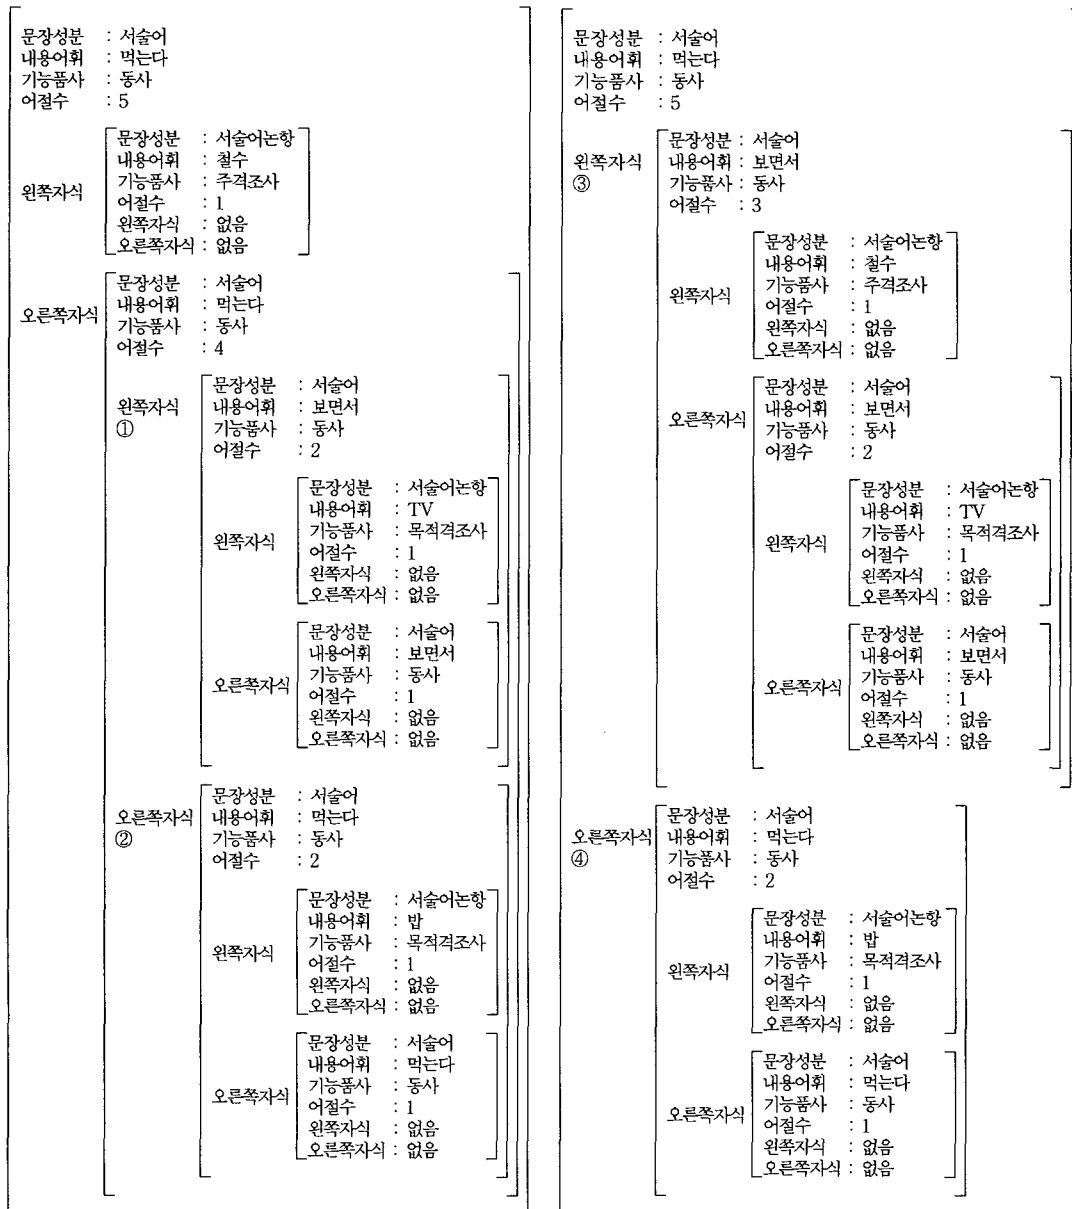 문장성분 : 서술어
내용어휘 : 먹는다
기능품사 : 동사
어절수 : 5
왼쪽자식
문장성분 : 서술어논항
내용어휘 : 철수
기능품사 : 주격조사
어절수 : 1
왼쪽자식 : 없음
오른쪽자식 : 없음
오른쪽자식
문장성분 : 서술어
내용어휘 : 먹는다
기능품사 : 동사
어절수 : 4
왼쪽자식
①
문장성분 : 서술어
내용어휘 : 보면서
기능품사 : 동사
어절수 : 2
왼쪽자식
문장성분 : 서술어논항
내용어휘 : TV
기능품사 : 목적격조사
어절수 : 1
왼쪽자식 : 없음
오른쪽자식 : 없음
오른쪽자식
문장성분 : 서술어
내용어휘 : 보면서
기능품사 : 동사
어절수 : 1
왼쪽자식 : 없음
오른쪽자식 : 없음
오른쪽자식
②
문장성분 : 서술어
내용어휘 : 먹는다
기능품사 : 동사
어절수 : 2
왼쪽자식
문장성분 : 서술어논항
내용어휘 : 밥
기능품사 : 목적격조사
어절수 : 1
왼쪽자식 : 없음
오른쪽자식 : 없음
오른쪽자식
문장성분 : 서술어
내용어휘 : 먹는다
기능품사 : 동사
어절수 : 1
왼쪽자식 : 없음
오른쪽자식 : 없음
문장성분 : 서술어
내용어휘 : 먹는다
기능품사 : 동사
어절수 : 5
왼쪽자식
③
문장성분 : 서술어
내용어휘 : 보면서
기능품사 : 동사
어절수 : 3
왼쪽자식
문장성분 : 서술어논항
내용어휘 : 철수
기능품사 : 주격조사
어절수 : 1
왼쪽자식 : 없음
오른쪽자식 : 없음
오른쪽자식
문장성분 : 서술어
내용어휘 : 보면서
기능품사 : 동사
어절수 : 2
왼쪽자식
문장성분 : 서술어논항
내용어휘 : TV
기능품사 : 목적격조사
어절수 : 1
왼쪽자식 : 없음
오른쪽자식 : 없음
오른쪽자식
문장성분 : 서술어
내용어휘 : 보면서
기능품사 : 동사
어절수 : 1
왼쪽자식 : 없음
오른쪽자식 : 없음
오른쪽자식
④
문장성분 : 서술어
내용어휘 : 먹는다
기능품사 : 동사
어절수 : 2
왼쪽자식
문장성분 : 서술어논항
내용어휘 : 밥
기능품사 : 목적격조사
어절수 : 1
왼쪽자식 : 없음
오른쪽자식 : 없음
오른쪽자식
문장성분 : 서술어
내용어휘 : 먹는다
기능품사 : 동사
어절수 : 1
왼쪽자식 : 없음
오른쪽자식 : 없음